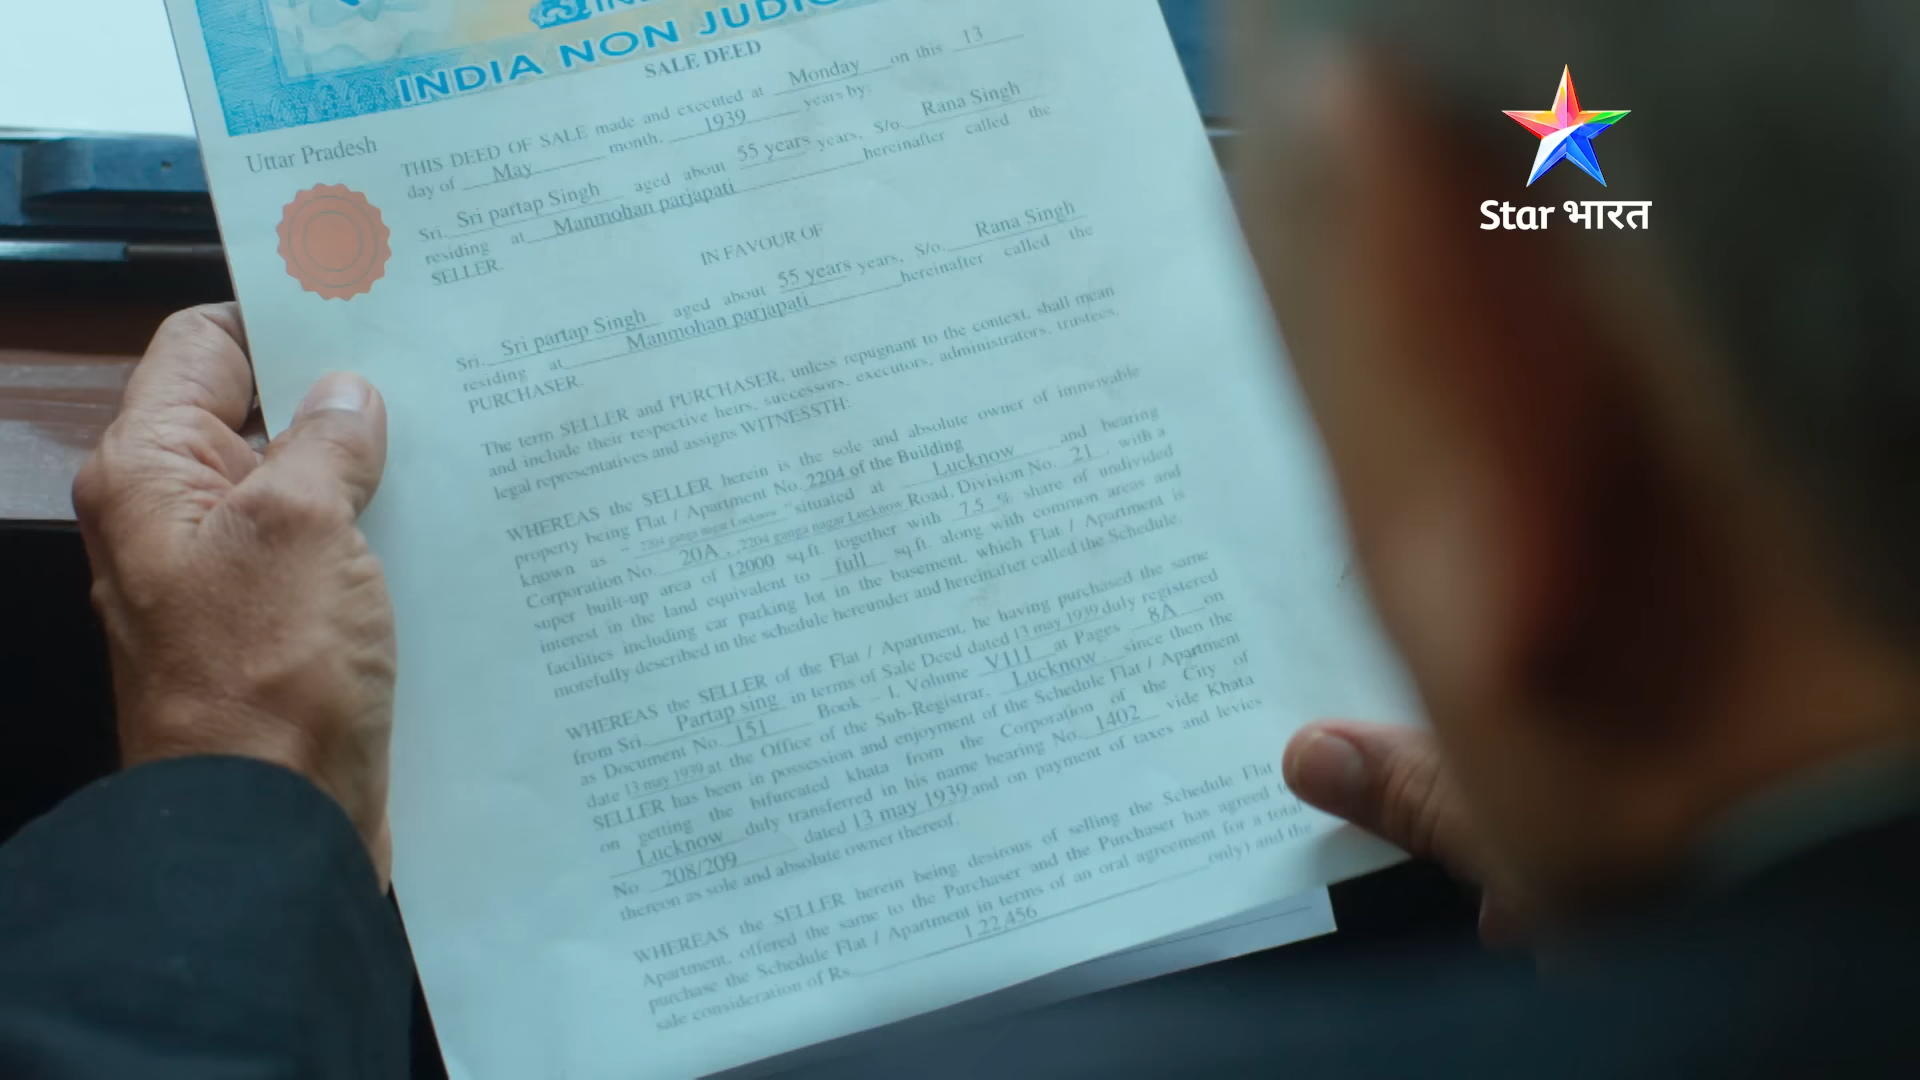 INDIA NON JUDIC
SALE DEED
Uttar Pradesh
THIS DEED OF SALE made and executed at Monday on this 13
day of May month, 1939 years by:
Sri. Sri partap Singh aged about 55 years years, S/o. Rana Singh
residing at Manmohan parjapati hereinafter called the
SELLER.
IN FAVOUR OF
Sri. Sri partap Singh aged about 55 years years, S/o. Rana Singh
residing at Manmohan parjapati hereinafter called the
PURCHASER.
The term SELLER and PURCHASER, unless repugnant to the context, shall mean
and include their respective heirs, successors, executors, administrators, trustees,
legal representatives and assigns WITNESSTH:
WHEREAS the SELLER herein is the sole and absolute owner of immovable
property being Flat / Apartment No. 2204 of the Building
known as " 2204 ganga nagar Lucknow " situated at Lucknow and bearing
Corporation No. 20A , 2204 ganga nagar Lucknow Road, Division No. 21 , with a
super built-up area of 12000 sq.ft. together with 7.5 % share of undivided
interest in the land equivalent to full sq.ft. along with common areas and
facilities including car parking lot in the basement, which Flat / Apartment is
morefully described in the schedule hereunder and hereinafter called the Schedule.
WHEREAS the SELLER of the Flat / Apartment, he having purchased the same
from Sri. Partap sing in terms of Sale Deed dated 13 may 1939 duly registered
as Document No. 151 Book – I, Volume V111 at Pages 8A on
date 13 may 1939 at the Office of the Sub-Registrar, Lucknow since then the
SELLER has been in possession and enjoyment of the Schedule Flat / Apartment
on getting the bifurcated khata from the Corporation of the City of
Lucknow duly transferred in his name bearing No. 1402 vide Khata
No 208/209 dated 13 may 1939 and on payment of taxes and levies
thereon as sole and absolute owner thereof.
WHEREAS the SELLER herein being desirous of selling the Schedule Flat
Apartment, offered the same to the Purchaser and the Purchaser has agreed
purchase the Schedule Flat / Apartment in terms of an oral agreement for a total
sale consideration of Rs. 1,22,456 only) and the
Star भारत